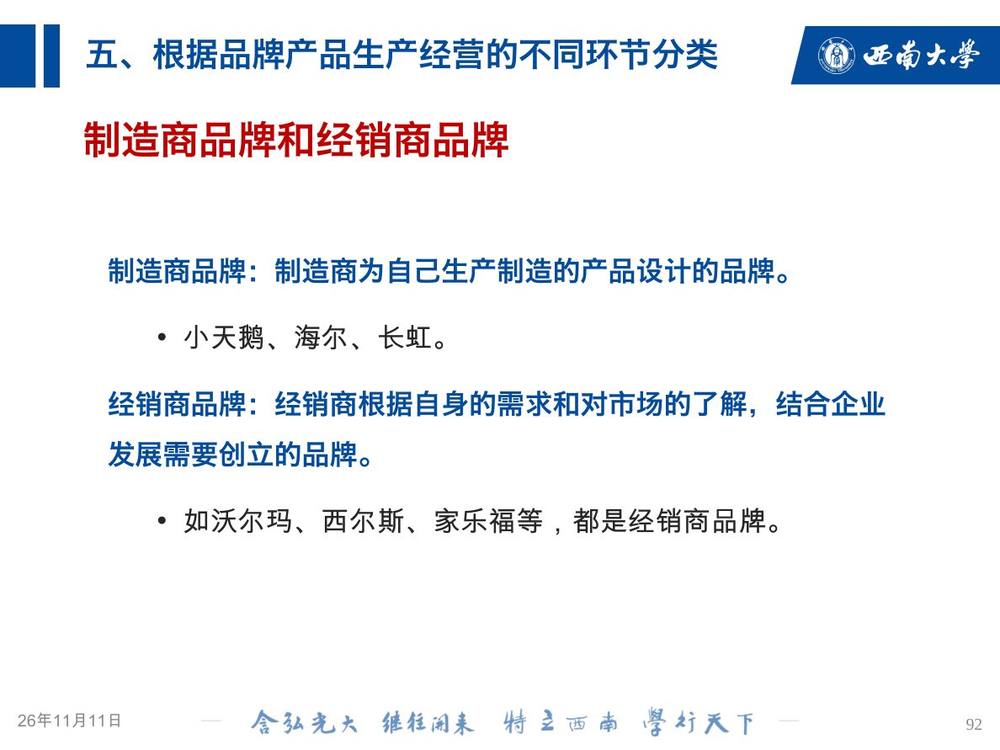 五、根据品牌产品生产经营的不同环节分类
西南大学
制造商品牌和经销商品牌
制造商品牌：制造商为自己生产制造的产品设计的品牌。
• 小天鹅、海尔、长虹。
经销商品牌：经销商根据自身的需求和对市场的了解，结合企业
发展需要创立的品牌。
• 如沃尔玛、西尔斯、家乐福等，都是经销商品牌。
26年11月11日
含弘光大 继往开来 特立西南 学行天下
92